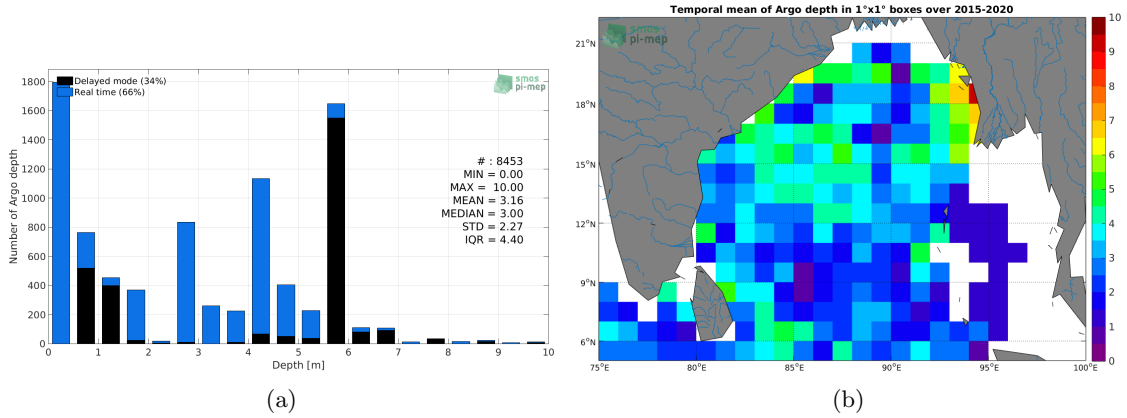 Delayed mode (34%)
Real time (66%)
smos
pi-mep
Number of Argo depth
1800
1600
1400
1200
1000
800
600
400
200
0
# : 8453
MIN = 0.00
MAX = 10.00
MEAN = 3.16
MEDIAN = 3.00
STD = 2.27
IQR = 4.40
0 1 2 3 4 5 6 7 8 9 10
Depth [m]
(a)
Temporal mean of Argo depth in 1°x1° boxes over 2015-2020
smos
pi-mep
21°N
18°N
15°N
12°N
9°N
6°N
75°E 80°E 85°E 90°E 95°E 100°E
10
9
8
7
6
5
4
3
2
1
0
(b)